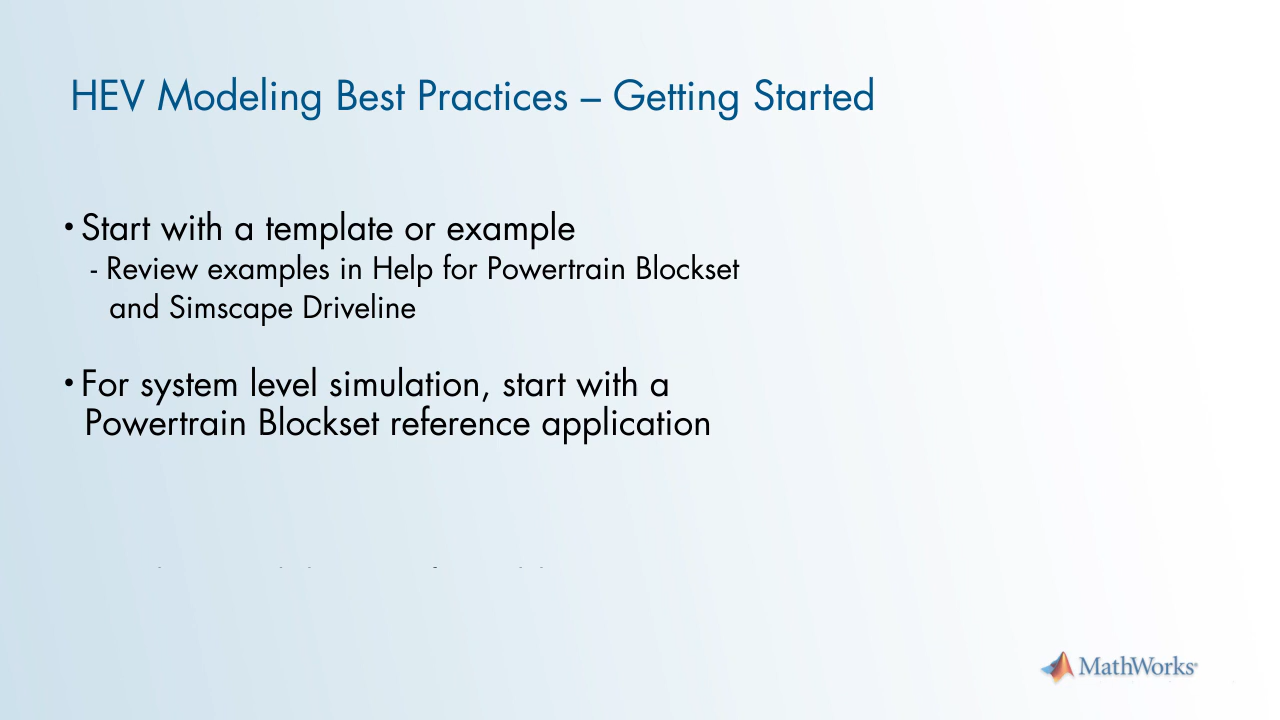 HEV Modeling Best Practices – Getting Started
• Start with a template or example
- Review examples in Help for Powertrain Blockset
and Simscape Driveline
• For system level simulation, start with a
Powertrain Blockset reference application
MathWorks®